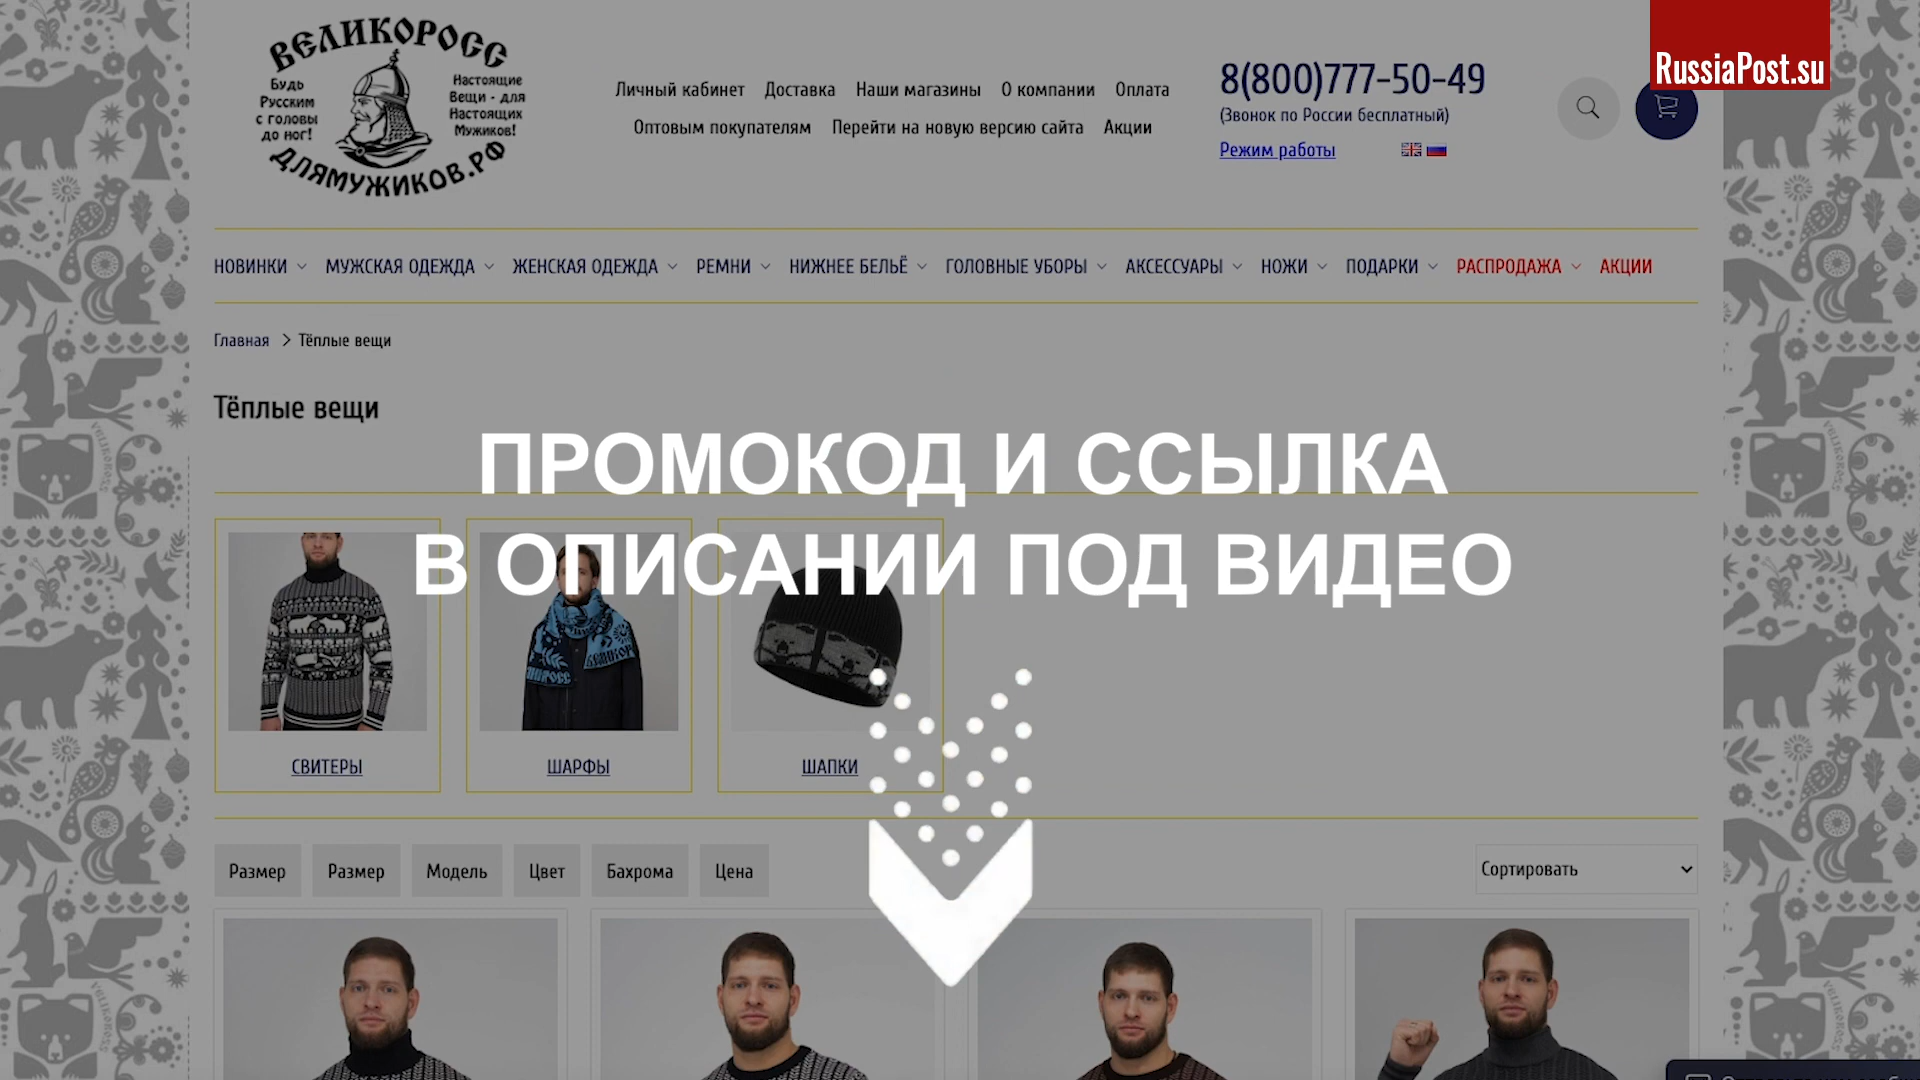 ВЕЛИКОРОСС
Будь
Русским
с головы
до ног!
Настоящие
Вещи - для
Настоящих
Мужиков!
ДЛЯМУЖИКОВ.РФ
Личный кабинет Доставка Наши магазины О компании Оплата
Оптовым покупателям Перейти на новую версию сайта Акции
8(800)777-50-49
(Звонок по России бесплатный)
Режим работы
RussiaPost.su
НОВИНКИ МУЖСКАЯ ОДЕЖДА ЖЕНСКАЯ ОДЕЖДА РЕМНИ НИЖНЕЕ БЕЛЬЁ ГОЛОВНЫЕ УБОРЫ АКСЕССУАРЫ НОЖИ ПОДАРКИ РАСПРОДАЖА АКЦИИ
Главная > Тёплые вещи
Тёплые вещи
ПРОМОКОД И ССЫЛКА
В ОПИСАНИИ ПОД ВИДЕО
СВИТЕРЫ ШАРФЫ ШАПКИ
Размер Размер Модель Цвет Бахрома Цена Сортировать